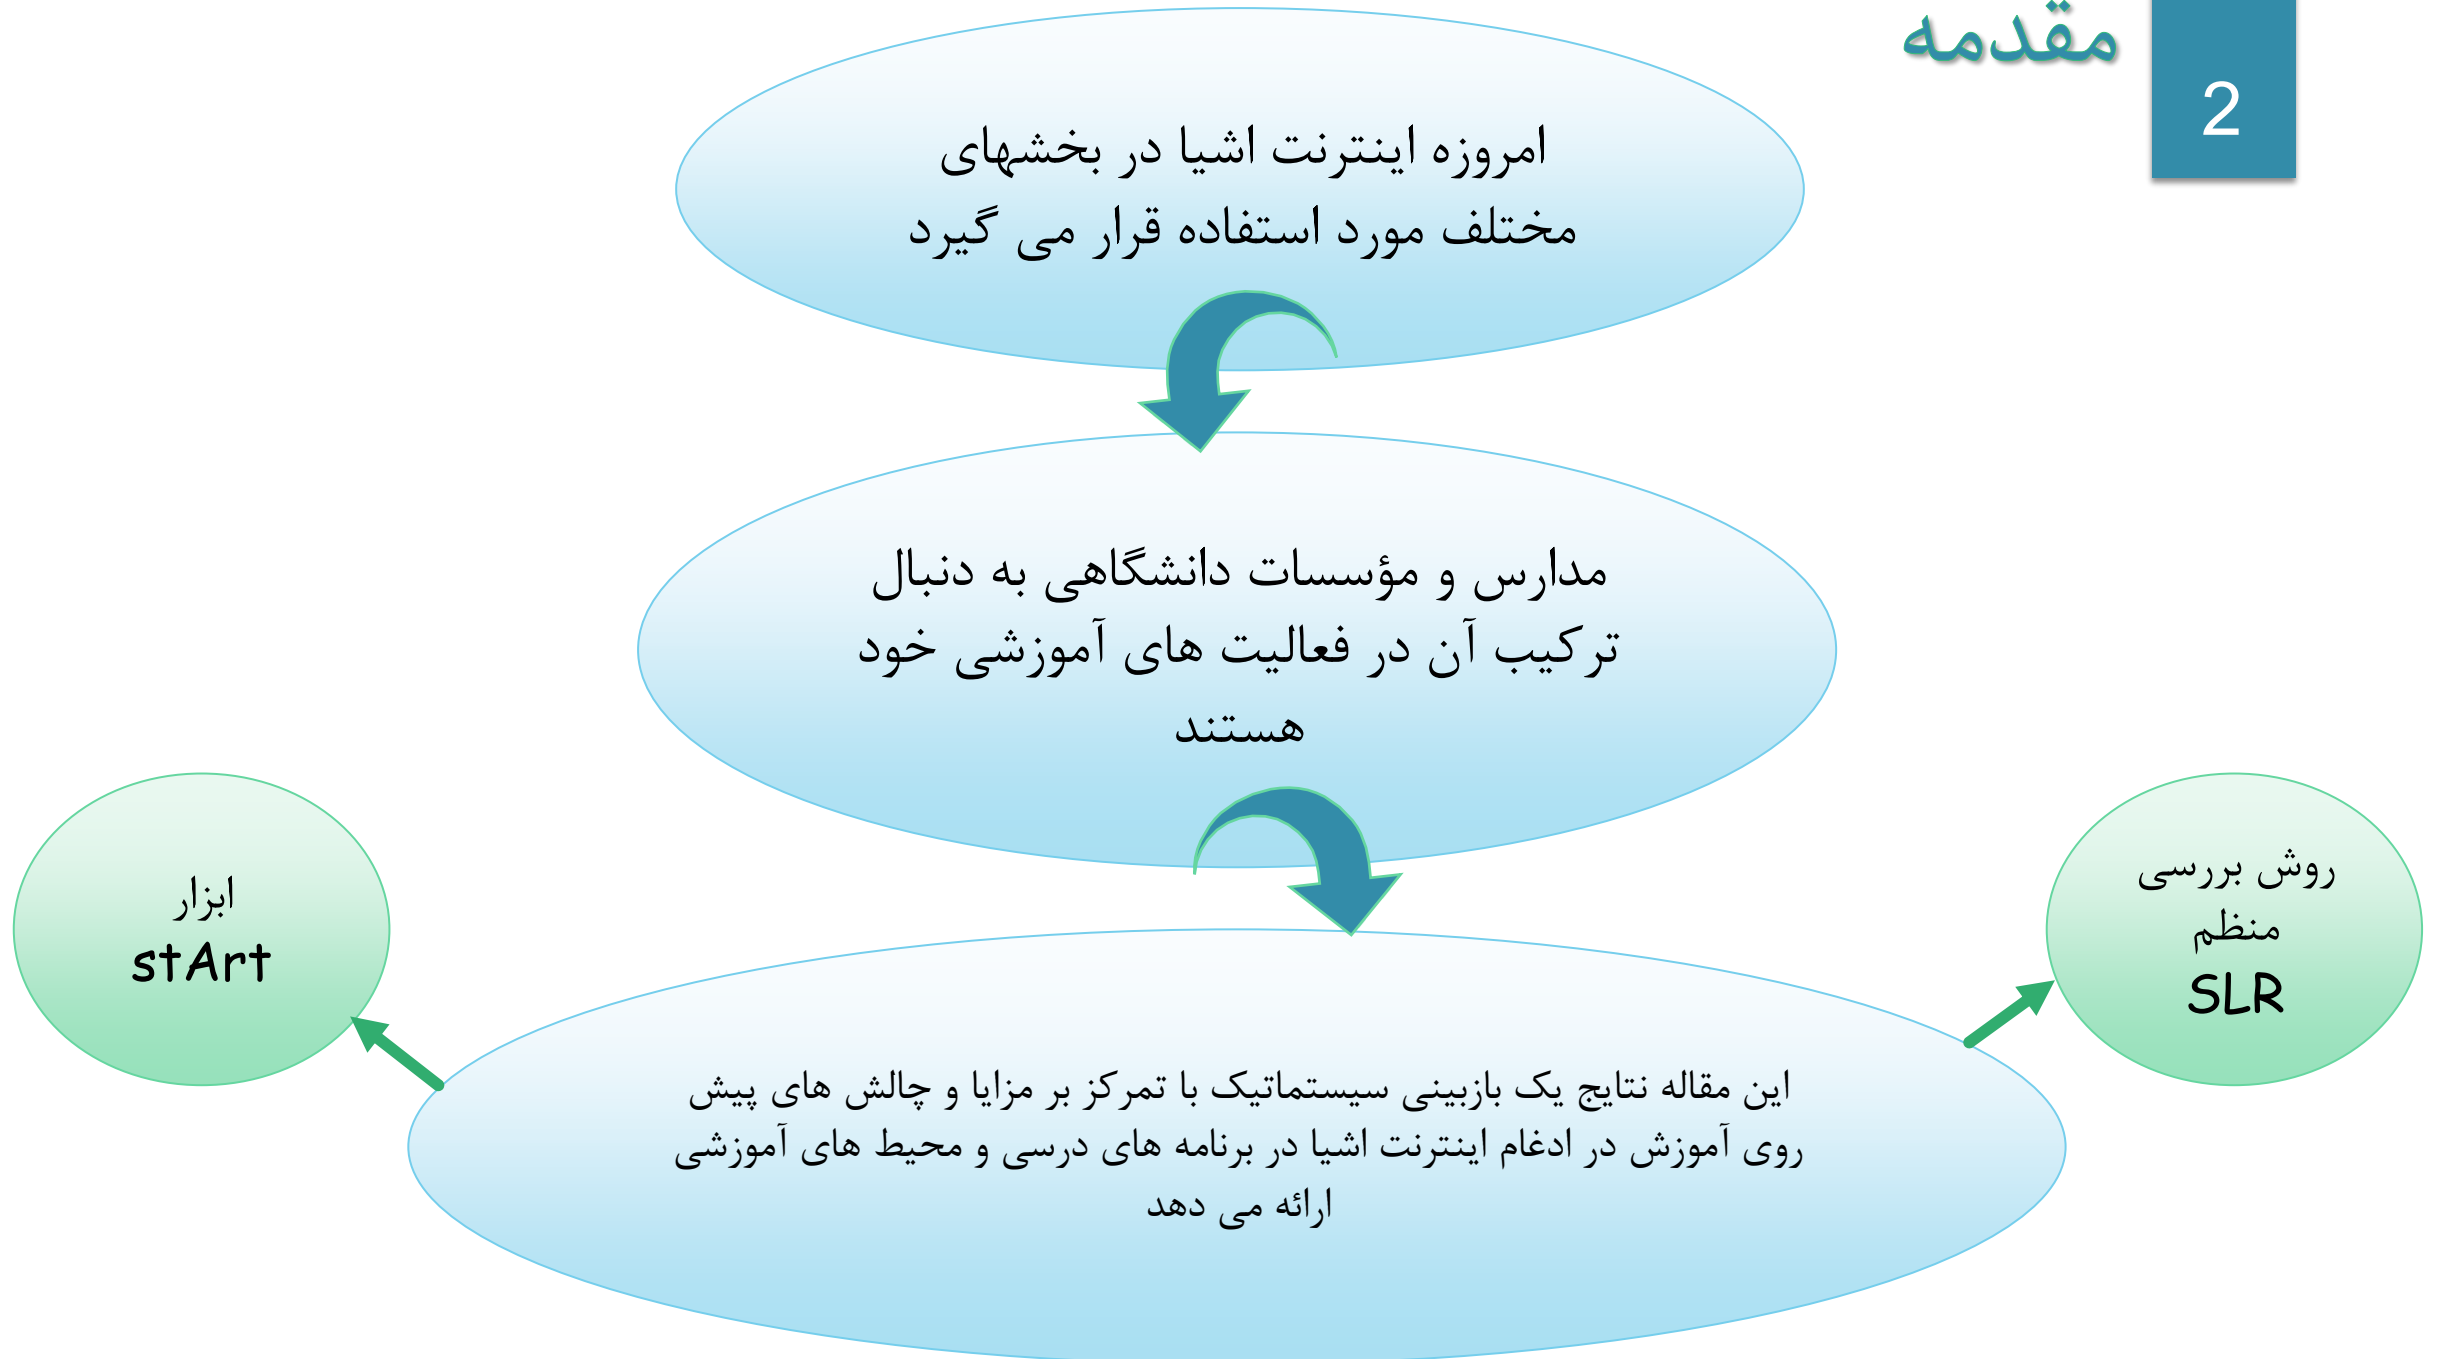 مقدمه
2
امروزه اینترنت اشیا در بخشهای
مختلف مورد استفاده قرار می گیرد
مدارس و مؤسسات دانشگاهی به دنبال
ترکیب آن در فعالیت های آموزشی خود
هستند
روش بررسی
منظم
SLR
ابزار
stArt
این مقاله نتایج یک بازبینی سیستماتیک با تمرکز بر مزایا و چالش های پیش
روی آموزش در ادغام اینترنت اشیا در برنامه های درسی و محیط های آموزشی
ارائه می دهد